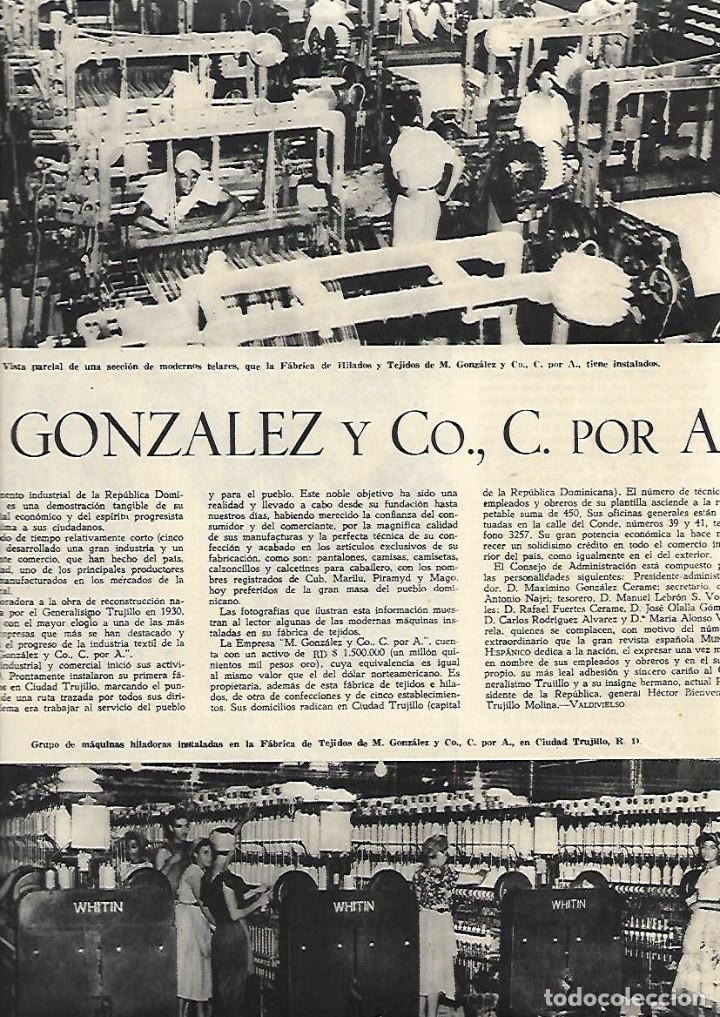 Vista parcial de una sección de modernos telares, que la Fábrica de Hilados y Tejidos de M. González y Co., C. por A., tiene instalados.
GONZALEZ Y CO., C. POR A
mento industrial de la República Domi-
es una demostración tangible de su
al económico y del espíritu progresista
ima a sus ciudadanos.
do de tiempo relativamente corto (cinco
desarrollado una gran industria y un
te comercio, que han hecho del país,
ad, uno de los principales productores
manufacturados en los mercados de la
ral.
oradora a la obra de reconstrucción na-
a por el Generalísimo Trujillo en 1930,
con el mayor elogio a una de las más
mpresas que más se han destacado y
el progreso de la industria textil de la
González y Co., C. por A.".
industrial y comercial inició sus activi-
). Prontamente instalaron su primera fá-
os en Ciudad Trujillo, marcando el pun-
de una ruta trazada por todos sus diri-
lema era trabajar al servicio del pueblo
y para el pueblo. Este noble objetivo ha sido una
realidad y llevado a cabo desde su fundación hasta
nuestros días, habiendo merecido la confianza del con-
sumidor y del comerciante, por la magnífica calidad
de sus manufacturas y la perfecta técnica de su con-
fección y acabado en los artículos exclusivos de su
fabricación, como son: pantalones, camisas, camisetas,
calzoncillos y calcetines para caballero, con los nom-
bres registrados de Cub, Marilu, Piramyd y Mago,
hoy preferidos de la gran masa del pueblo domi-
nicano.
Las fotografías que ilustran esta información mues-
tran al lector algunas de las modernas máquinas ins-
taladas en su fábrica de tejidos.
La Empresa "M. González y Co., C. por A.", cuen-
ta con un activo de RD $ 1.500.000 (un millón qui-
nientos mil pesos oro), cuya equivalencia es igual
al mismo valor que el del dólar norteamericano. Es
propietaria, además de esta fábrica de tejidos e hila-
dos, de otra de confecciones y de cinco establecimien-
tos. Sus domicilios radican en Ciudad Trujillo (capital
de la República Dominicana). El número de técnic
empleados y obreros de su plantilla asciende a la r
petable suma de 450. Sus oficinas generales están
tuadas en la calle del Conde, números 39 y 41, te
fono 3257. Su gran potencia económica la hace m
recer un solidísimo crédito en todo el comercio in
rior del país, como igualmente en el del exterior.
El Consejo de Administración está compuesto p
las personalidades siguientes: Presidente-administ
dor, D. Maximino González Cerame; secretario, 
Antonio Najri; tesorero, D. Manuel Lebrón S. Vo
les: D. Rafael Fuertes Cerame, D. José Olalla Góm
D. Carlos Rodríguez Alvarez y D.ª María Alonso V
rela, quienes se complacen, con motivo del núm
extraordinario que la gran revista española Mun
HISPÁNICO dedica a la nación, el expresar una vez m
en nombre de sus empleados y obreros y en el su
propio, su más leal adhesión y sincero cariño al G
neralísimo Trujillo y a su insigne hermano, actual P
sidente de la República, general Héctor Bienven
Trujillo Molina.—VALDIVIELSO.
Grupo de máquinas hiladoras instaladas en la Fábrica de Tejidos de M. González y Co., C. por A., en Ciudad Trujillo, R. D.
WHITIN
WHITIN
WHITIN
todocoleccion